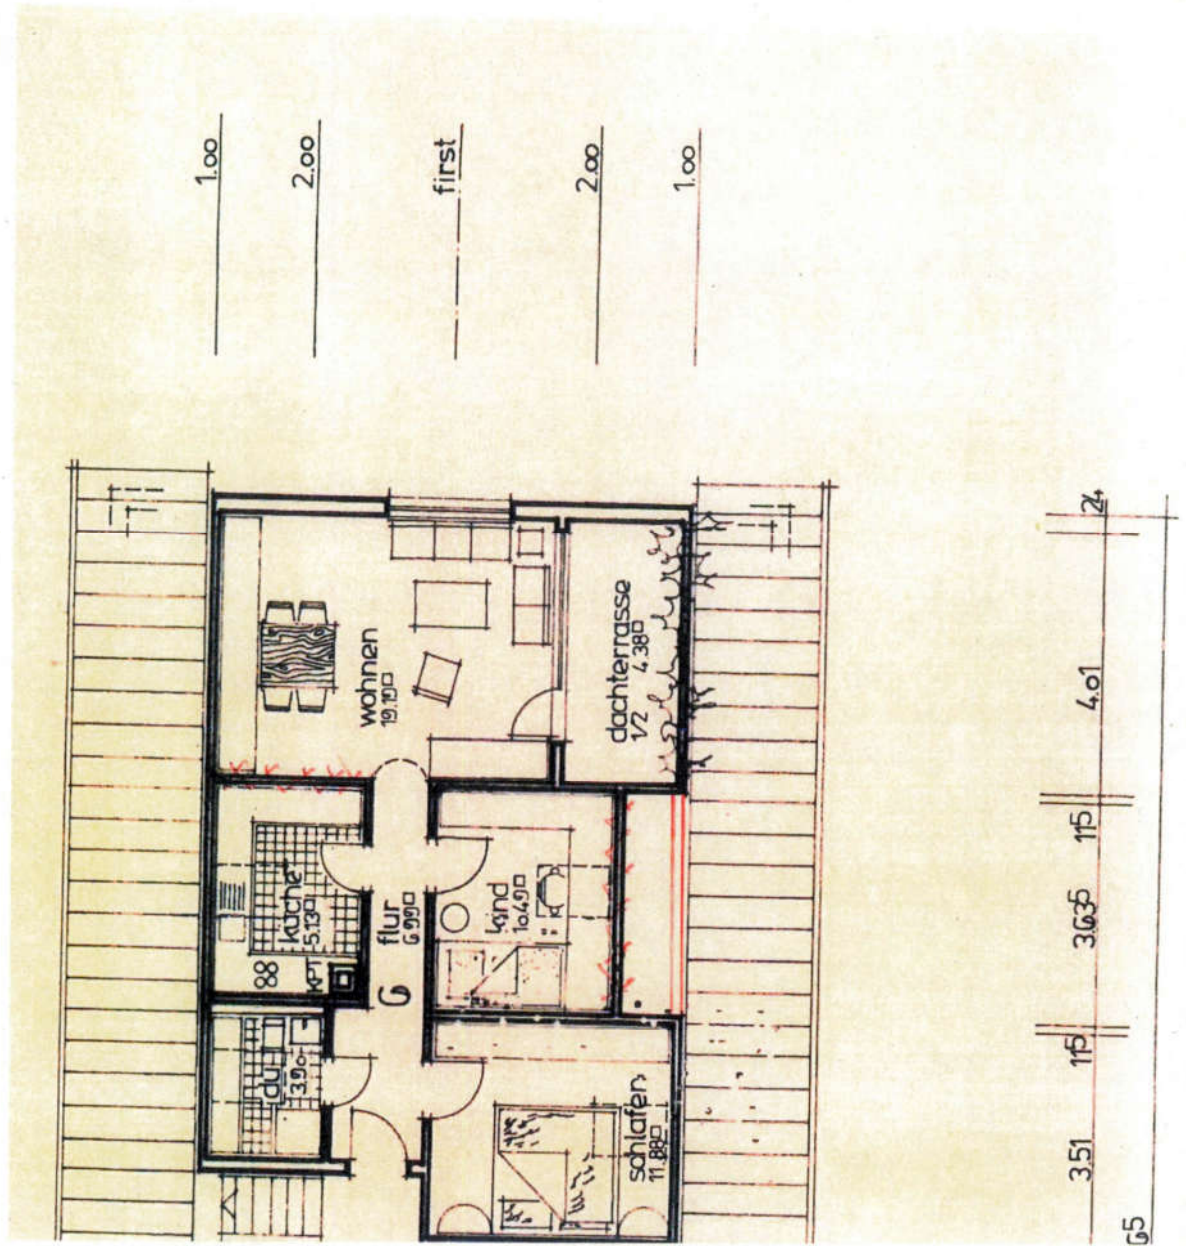 1.00
2.00
first
2.00
1.00
wohnen
19.19□
dachterrasse
1/2 4.38□
küche
5.13□
KPT
flur
6.99□
6
kind
10.49□
du
3.90
schlafen
11.88□
24
4.01
115
3.635
115
3.51
65